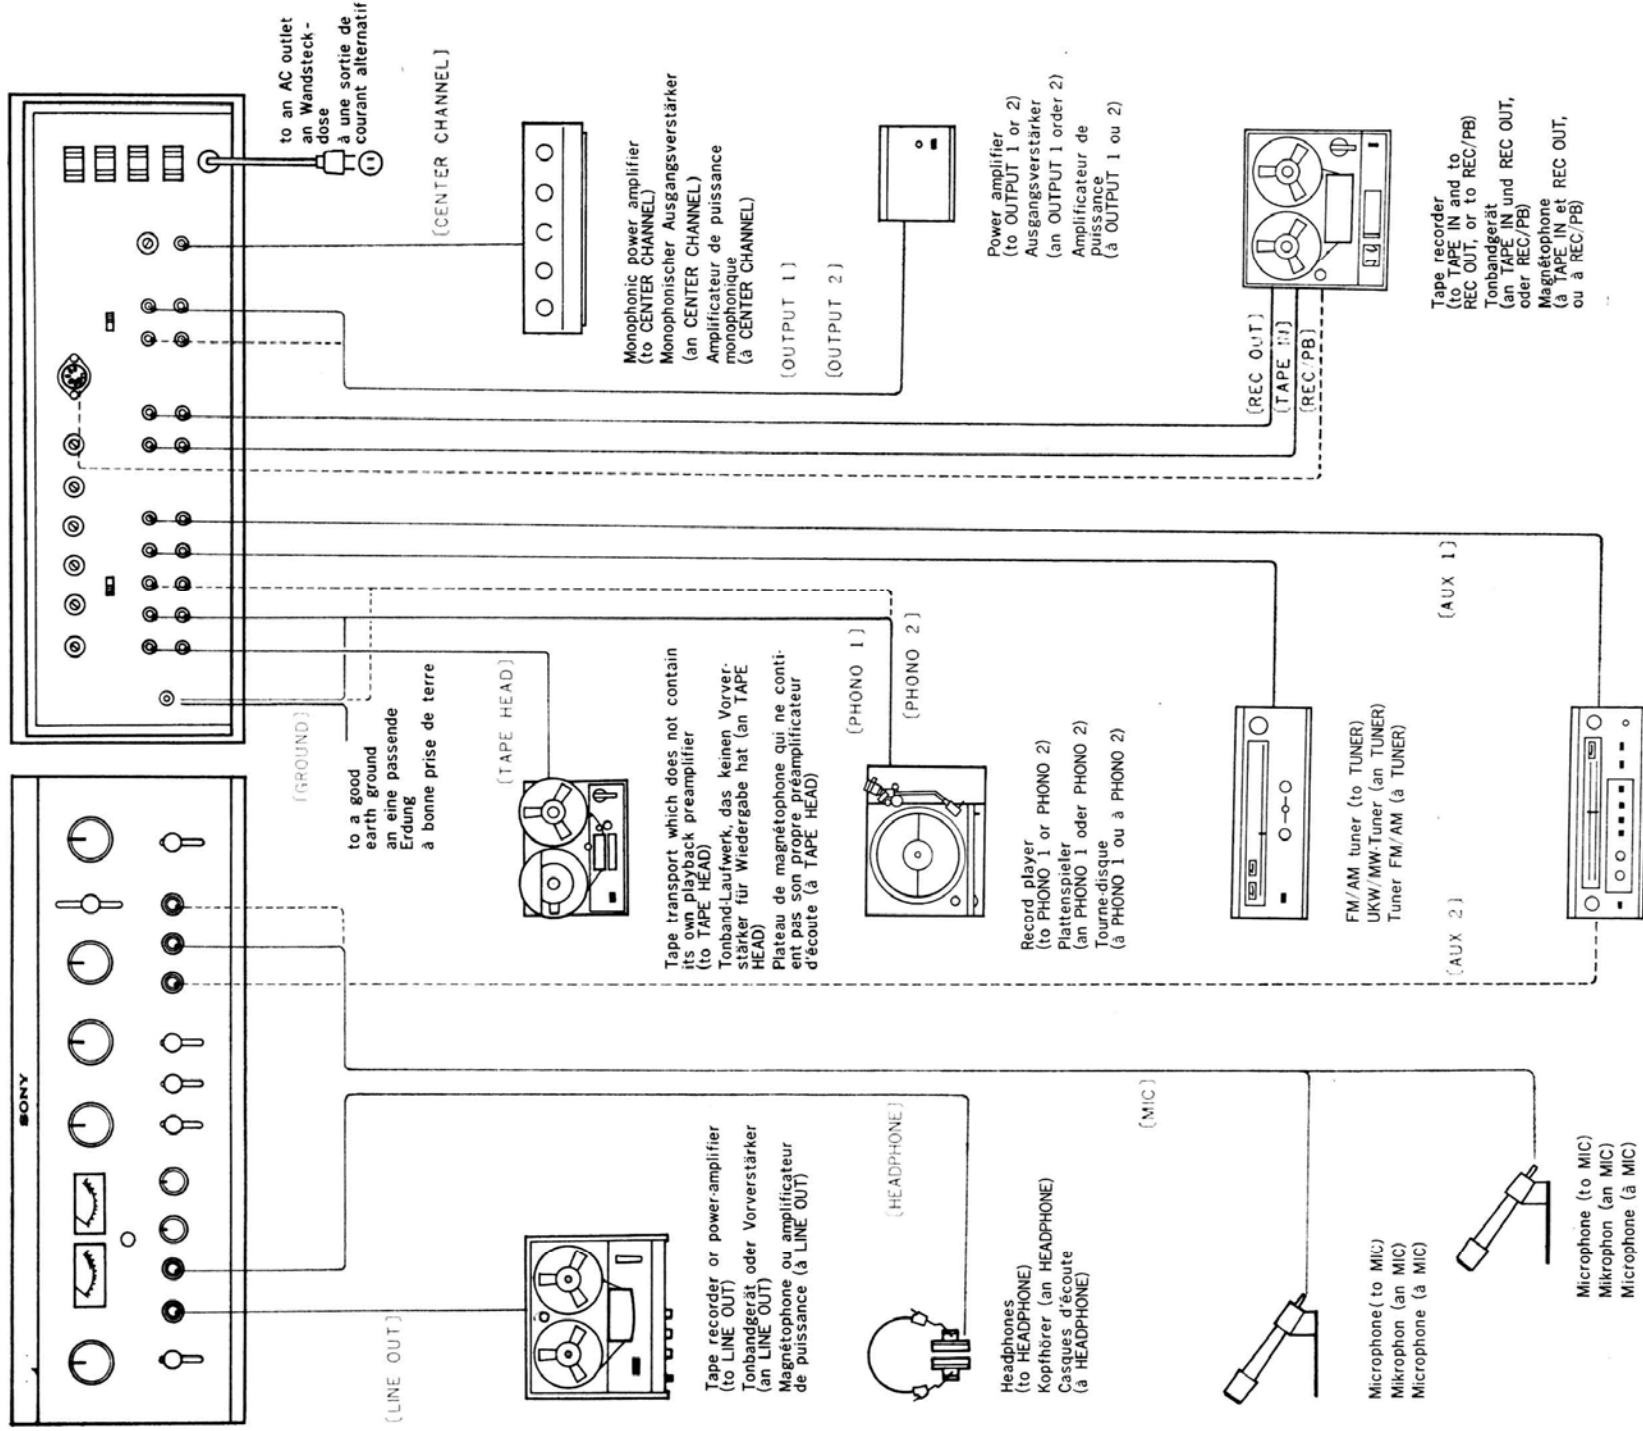 SONY
[LINE OUT]
Tape recorder or power-amplifier
(to LINE OUT)
Tonbandgerät oder Vorverstärker
(an LINE OUT)
Magnétophone ou amplificateur
de puissance (à LINE OUT)
[HEADPHONE]
Headphones
(to HEADPHONE)
Kopfhörer (an HEADPHONE)
Casques d'écoute
(à HEADPHONE)
[MIC]
Microphone(to MIC)
Mikrophon (an MIC)
Microphone (à MIC)
Microphone (to MIC)
Mikrophon (an MIC)
Microphone (à MIC)
[GROUND]
to a good
earth ground
an eine passende
Erdung
à bonne prise de terre
[TAPE HEAD]
Tape transport which does not contain
its own playback preamplifier
(to TAPE HEAD)
Tonband-Laufwerk, das keinen Vorver-
stärker für Wiedergabe hat (an TAPE
HEAD)
Plateau de magnétophone qui ne conti-
ent pas son propre préamplificateur
d'écoute (à TAPE HEAD)
[PHONO 1]
[PHONO 2]
Record player
(to PHONO 1 or PHONO 2)
Plattenspieler
(an PHONO 1 oder PHONO 2)
Tourne-disque
(à PHONO 1 ou à PHONO 2)
FM/AM tuner (to TUNER)
UKW/MW-Tuner (an TUNER)
Tuner FM/AM (à TUNER)
[AUX 2]
[AUX 1]
to an AC outlet
an Wandsteck-
dose
à une sortie de
courant alternatif
[CENTER CHANNEL]
Monophonic power amplifier
(to CENTER CHANNEL)
Monophonischer Ausgangsverstärker
(an CENTER CHANNEL)
Amplificateur de puissance
monophonique
(à CENTER CHANNEL)
[OUTPUT 1]
[OUTPUT 2]
Power amplifier
(to OUTPUT 1 or 2)
Ausgangsverstärker
(an OUTPUT 1 order 2)
Amplificateur de
puissance
(à OUTPUT 1 ou 2)
[REC OUT]
[TAPE IN]
[REC/PB]
Tape recorder
(to TAPE IN and to
REC OUT, or to REC/PB)
Tonbandgerät
(an TAPE IN und REC OUT,
oder REC/PB)
Magnétophone
(à TAPE IN et REC OUT,
ou à REC/PB)